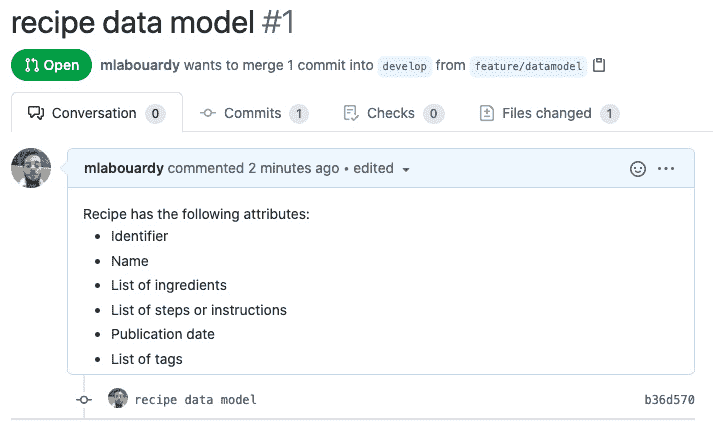 recipe data model #1
Open mlabouardy wants to merge 1 commit into develop from feature/datamodel
Conversation 0 Commits 1 Checks 0 Files changed 1
mlabouardy commented 2 minutes ago • edited
Recipe has the following attributes:
• Identifier
• Name
• List of ingredients
• List of steps or instructions
• Publication date
• List of tags
recipe data model b36d570